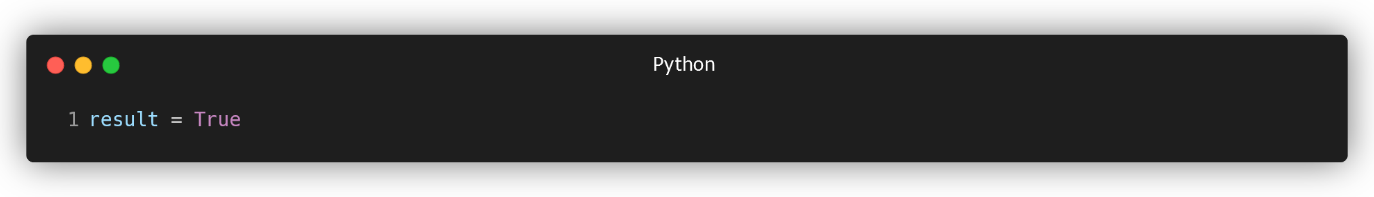 Python
1 result = True